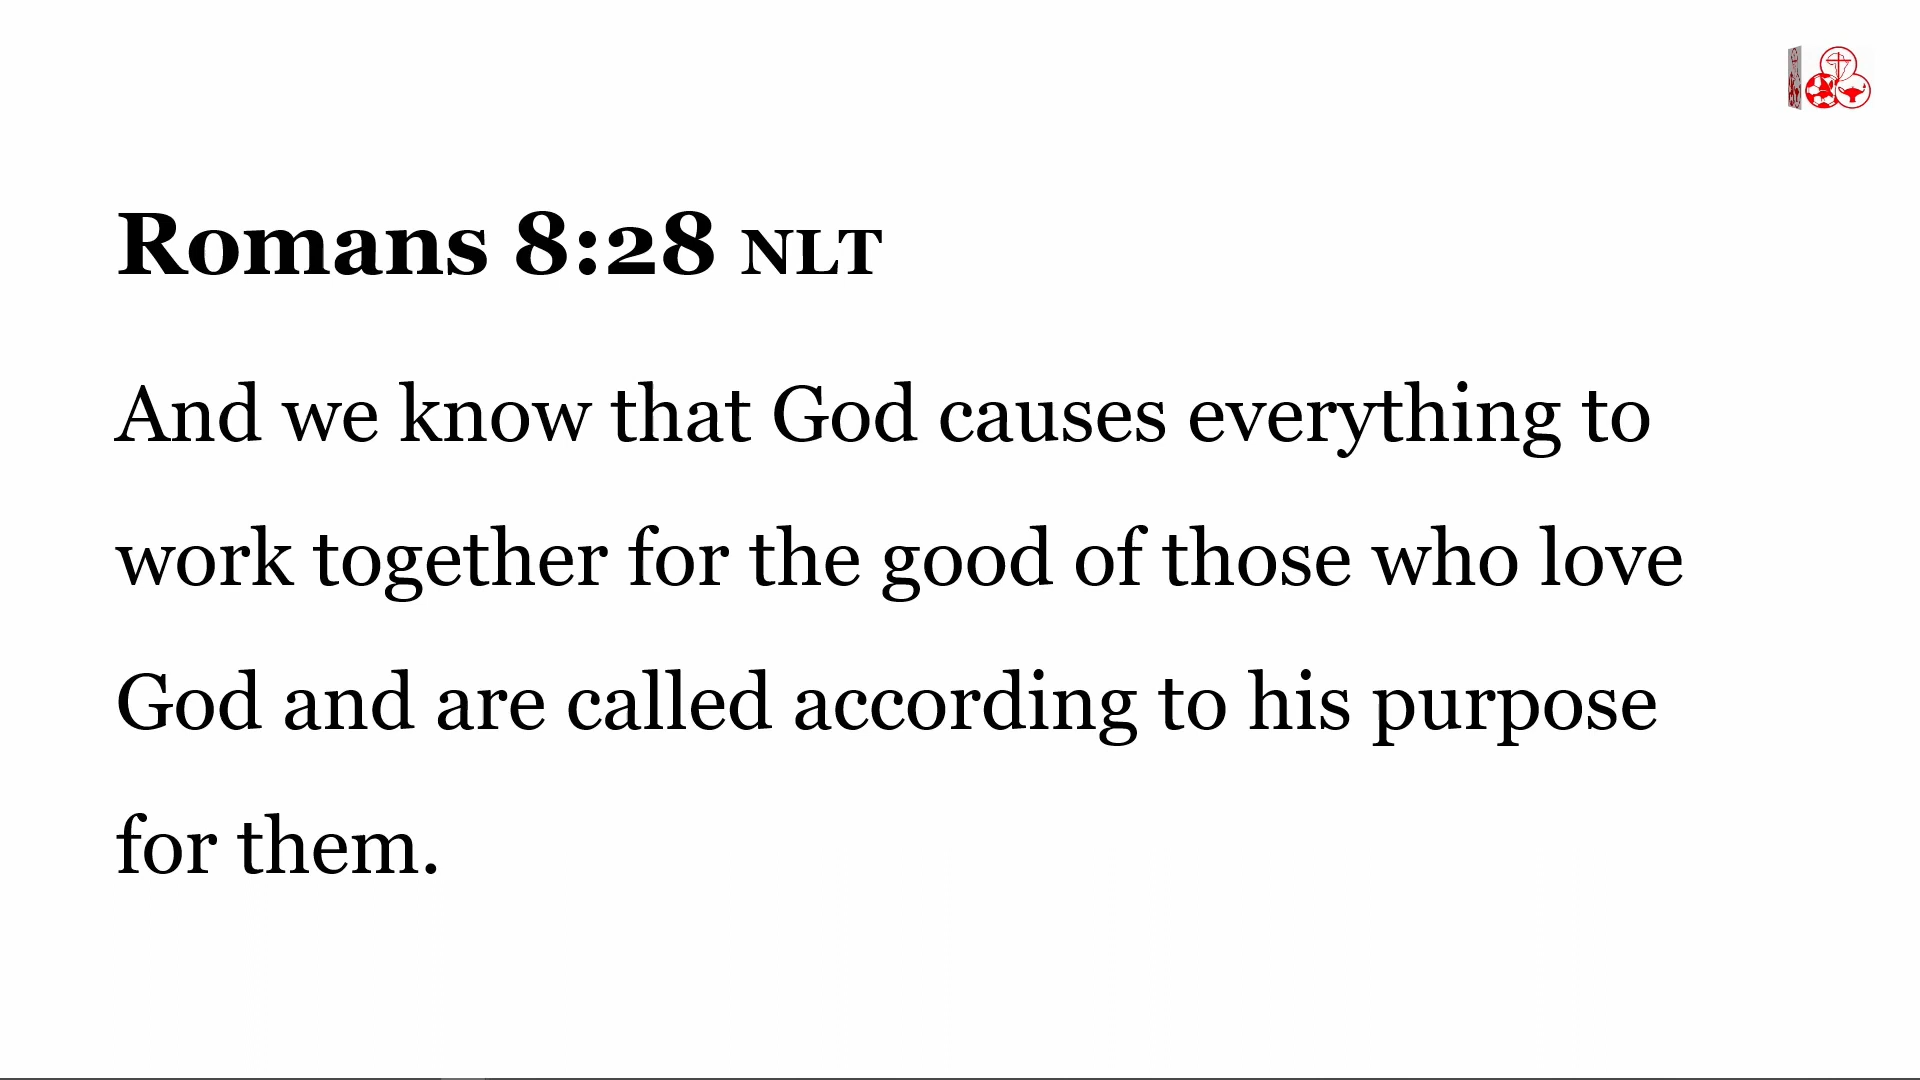 Romans 8:28 NLT
And we know that God causes everything to
work together for the good of those who love
God and are called according to his purpose
for them.